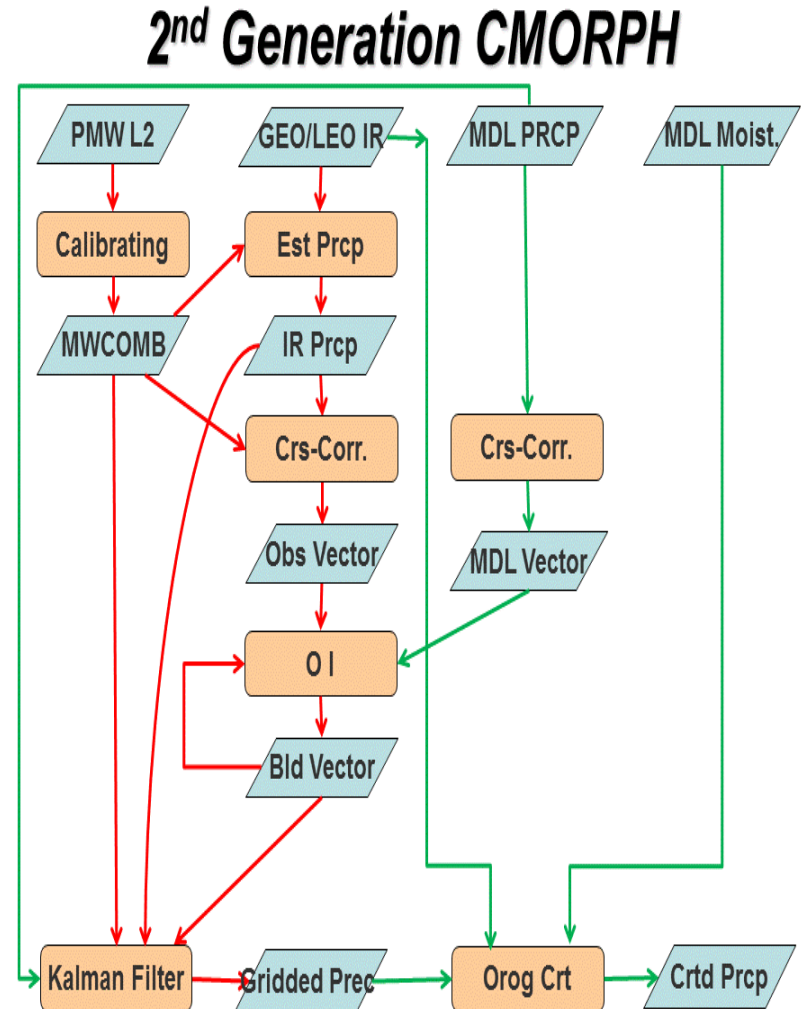 2nd Generation CMORPH
PMW L2
GEO/LEO IR
MDL PRCP
MDL Moist.
Calibrating
Est Prcp
MWCOMB
IR Prcp
Crs-Corr.
Crs-Corr.
Obs Vector
MDL Vector
O I
Bld Vector
Kalman Filter
Gridded Prec
Orog Crt
Crtd Prcp